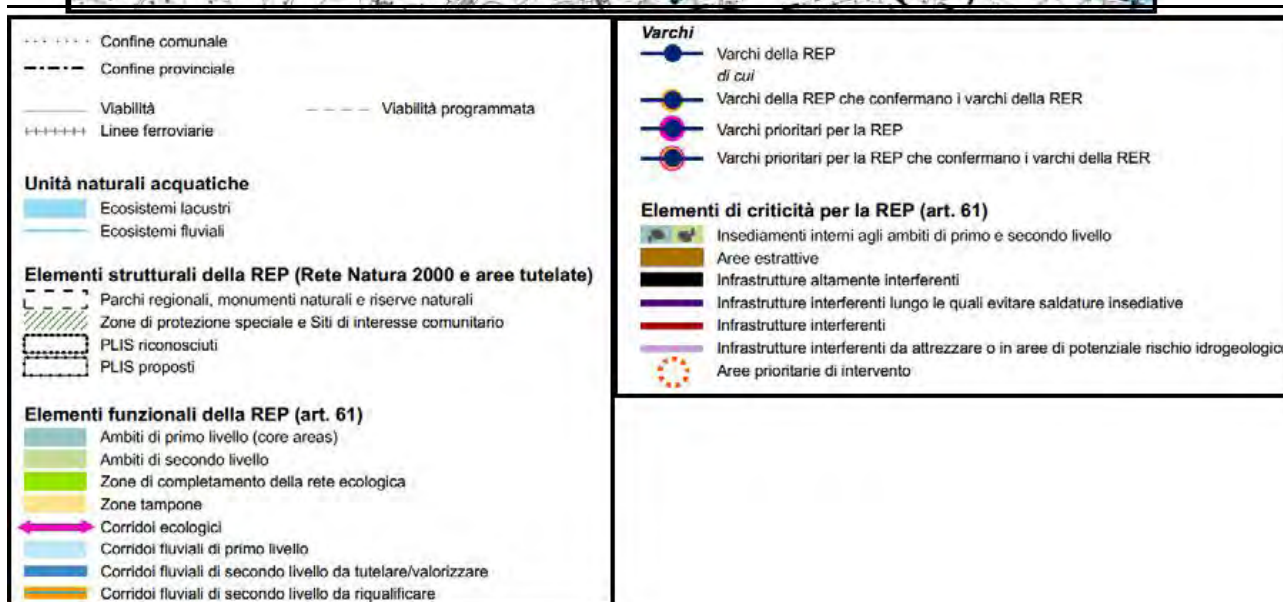 Confine comunale
Confine provinciale
Viabilità
Viabilità programmata
Linee ferroviarie
Unità naturali acquatiche
Ecosistemi lacustri
Ecosistemi fluviali
Elementi strutturali della REP (Rete Natura 2000 e aree tutelate)
Parchi regionali, monumenti naturali e riserve naturali
Zone di protezione speciale e Siti di interesse comunitario
PLIS riconosciuti
PLIS proposti
Elementi funzionali della REP (art. 61)
Ambiti di primo livello (core areas)
Ambiti di secondo livello
Zone di completamento della rete ecologica
Zone tampone
Corridoi ecologici
Corridoi fluviali di primo livello
Corridoi fluviali di secondo livello da tutelare/valorizzare
Corridoi fluviali di secondo livello da riqualificare
Varchi
Varchi della REP
di cui
Varchi della REP che confermano i varchi della RER
Varchi prioritari per la REP
Varchi prioritari per la REP che confermano i varchi della RER
Elementi di criticità per la REP (art. 61)
Insediamenti interni agli ambiti di primo e secondo livello
Aree estrattive
Infrastrutture altamente interferenti
Infrastrutture interferenti lungo le quali evitare saldature insediative
Infrastrutture interferenti
Infrastrutture interferenti da attrezzare o in aree di potenziale rischio idrogeologico
Aree prioritarie di intervento